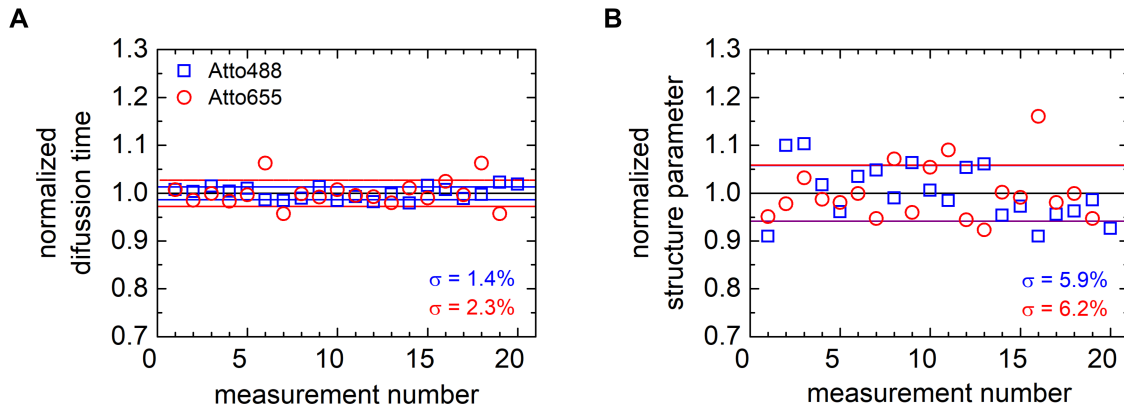 A
normalized
difussion time
1.3
1.2
1.1
1.0
0.9
0.8
0.7
Atto488
Atto655
σ = 1.4%
σ = 2.3%
0 5 10 15 20
measurement number
B
normalized
structure parameter
1.3
1.2
1.1
1.0
0.9
0.8
0.7
σ = 5.9%
σ = 6.2%
0 5 10 15 20
measurement number